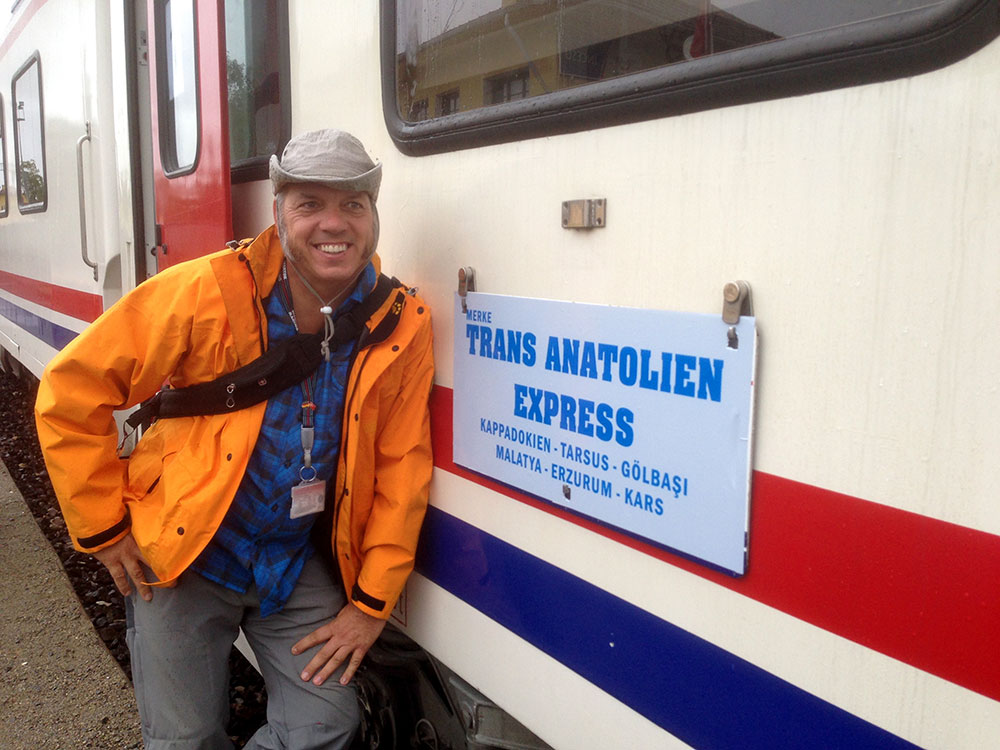 MERKE
TRANS ANATOLIEN
EXPRESS
KAPPADOKIEN - TARSUS - GÖLBAŞI
MALATYA - ERZURUM - KARS